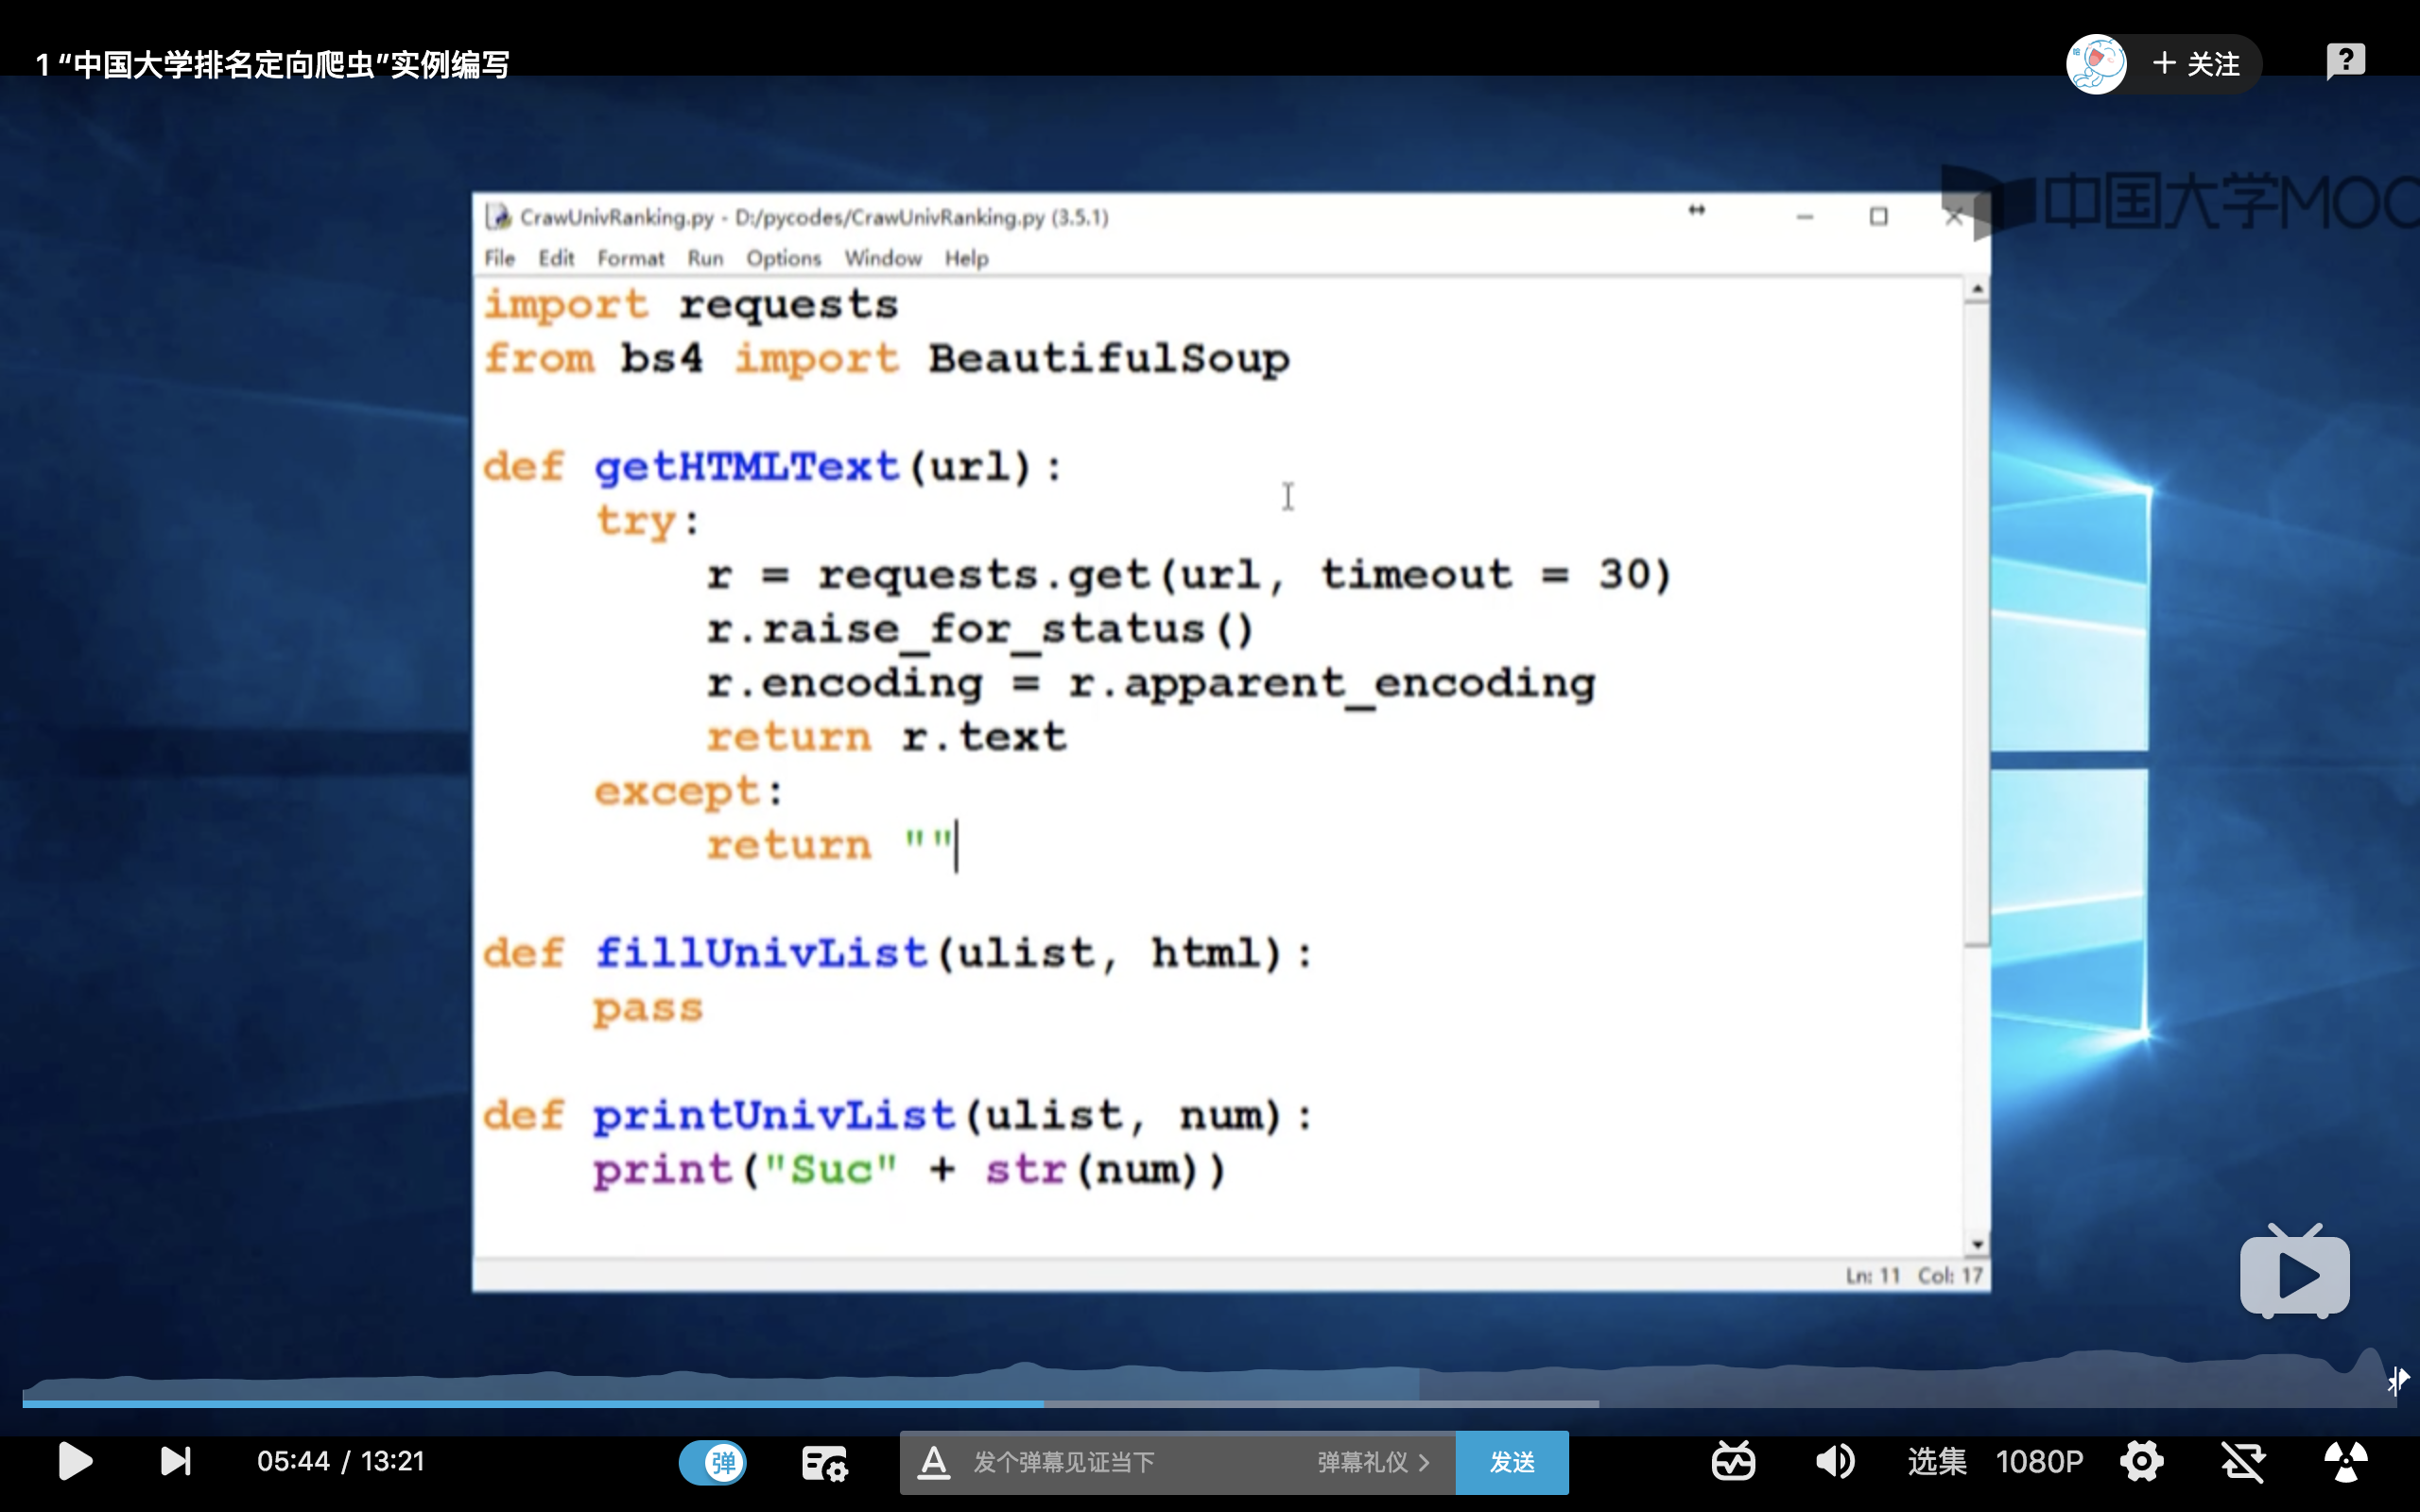 1 “中国大学排名定向爬虫”实例编写
+ 关注
中国大学MOO
CrawUnivRanking.py - D:/pycodes/CrawUnivRanking.py (3.5.1)
File Edit Format Run Options Window Help
import requests
from bs4 import BeautifulSoup
def getHTMLText(url):
try:
r = requests.get(url, timeout = 30)
r.raise_for_status()
r.encoding = r.apparent_encoding
return r.text
except:
return ""
def fillUnivList(ulist, html):
pass
def printUnivList(ulist, num):
print("Suc" + str(num))
Ln: 11 Col: 17
05:44 / 13:21
弹
发个弹幕见证当下
弹幕礼仪 >
发送
选集
1080P